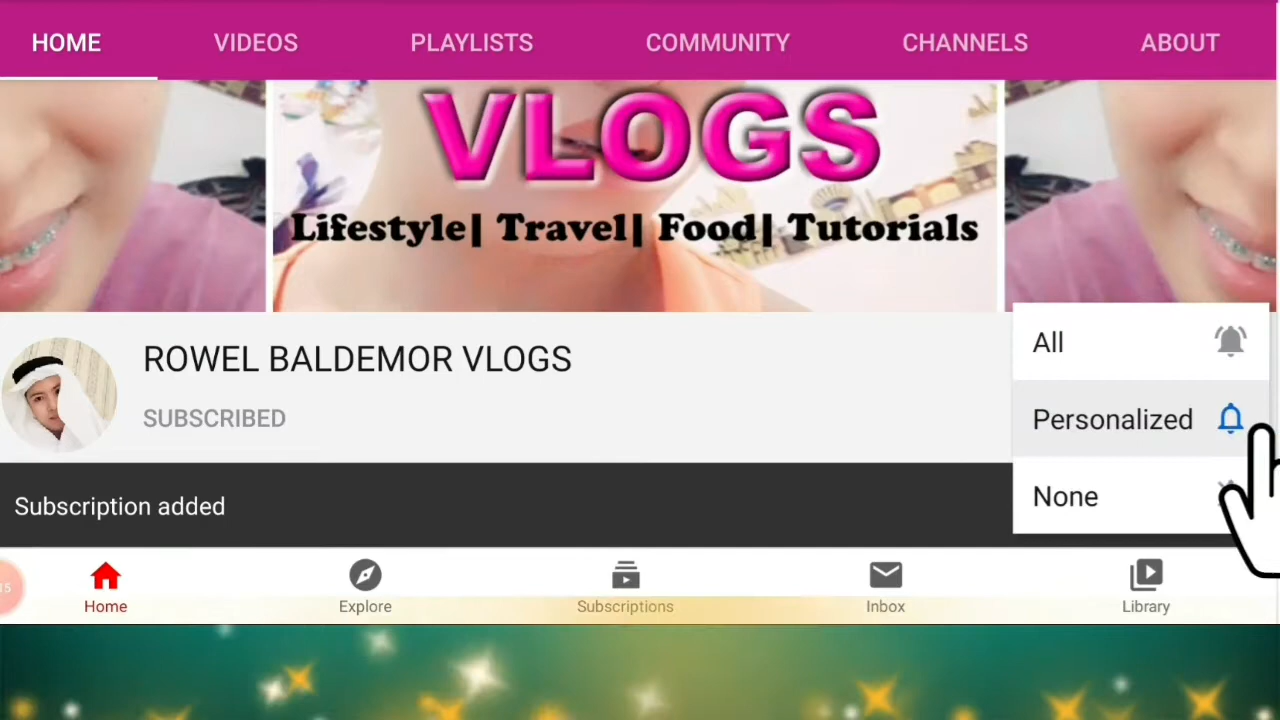 HOME VIDEOS PLAYLISTS COMMUNITY CHANNELS ABOUT
VLOGS
Lifestyle| Travel| Food| Tutorials
ROWEL BALDEMOR VLOGS
SUBSCRIBED
All
Personalized
None
Subscription added
Home Explore Subscriptions Inbox Library